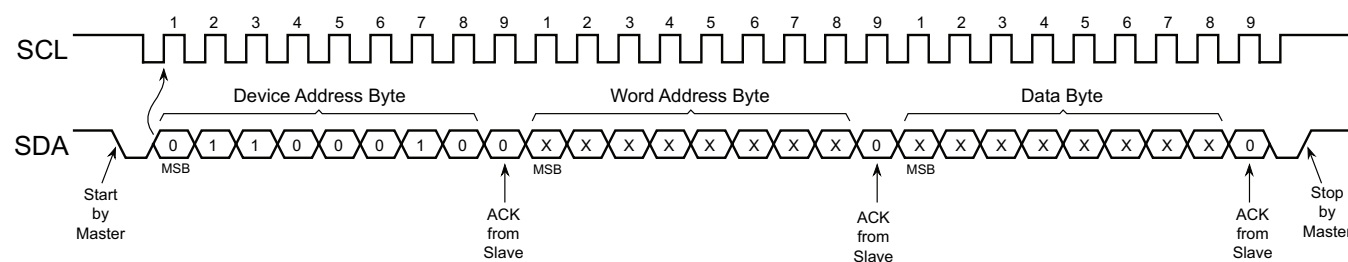 1 2 3 4 5 6 7 8 9 1 2 3 4 5 6 7 8 9 1 2 3 4 5 6 7 8 9
SCL
Device Address Byte Word Address Byte Data Byte
SDA 0 1 1 0 0 0 1 0 0 X X X X X X X X 0 X X X X X X X X 0
MSB MSB MSB
Start
by
Master
ACK
from
Slave
ACK
from
Slave
ACK
from
Slave
Stop
by
Master